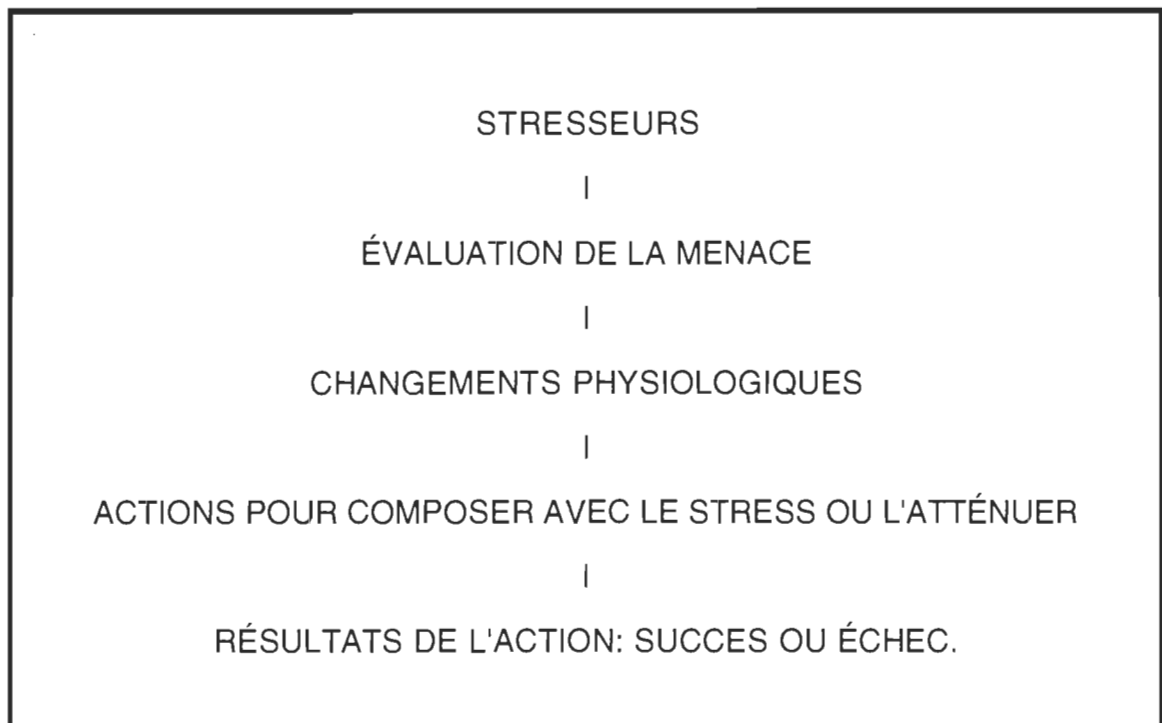 STRESSEURS
|
ÉVALUATION DE LA MENACE
|
CHANGEMENTS PHYSIOLOGIQUES
|
ACTIONS POUR COMPOSER AVEC LE STRESS OU L'ATTÉNUER
|
RÉSULTATS DE L'ACTION: SUCCES OU ÉCHEC.